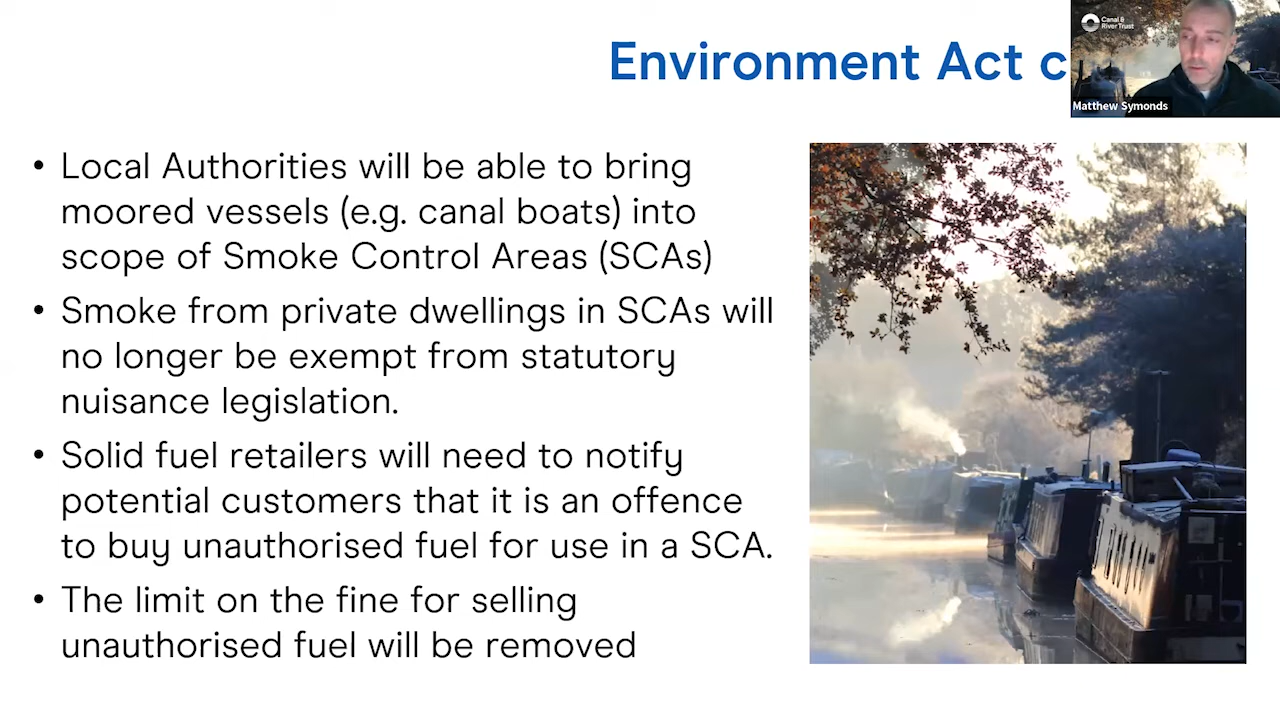 Environment Act c
Canal &
River Trust
Matthew Symonds
• Local Authorities will be able to bring
moored vessels (e.g. canal boats) into
scope of Smoke Control Areas (SCAs)
• Smoke from private dwellings in SCAs will
no longer be exempt from statutory
nuisance legislation.
• Solid fuel retailers will need to notify
potential customers that it is an offence
to buy unauthorised fuel for use in a SCA.
• The limit on the fine for selling
unauthorised fuel will be removed